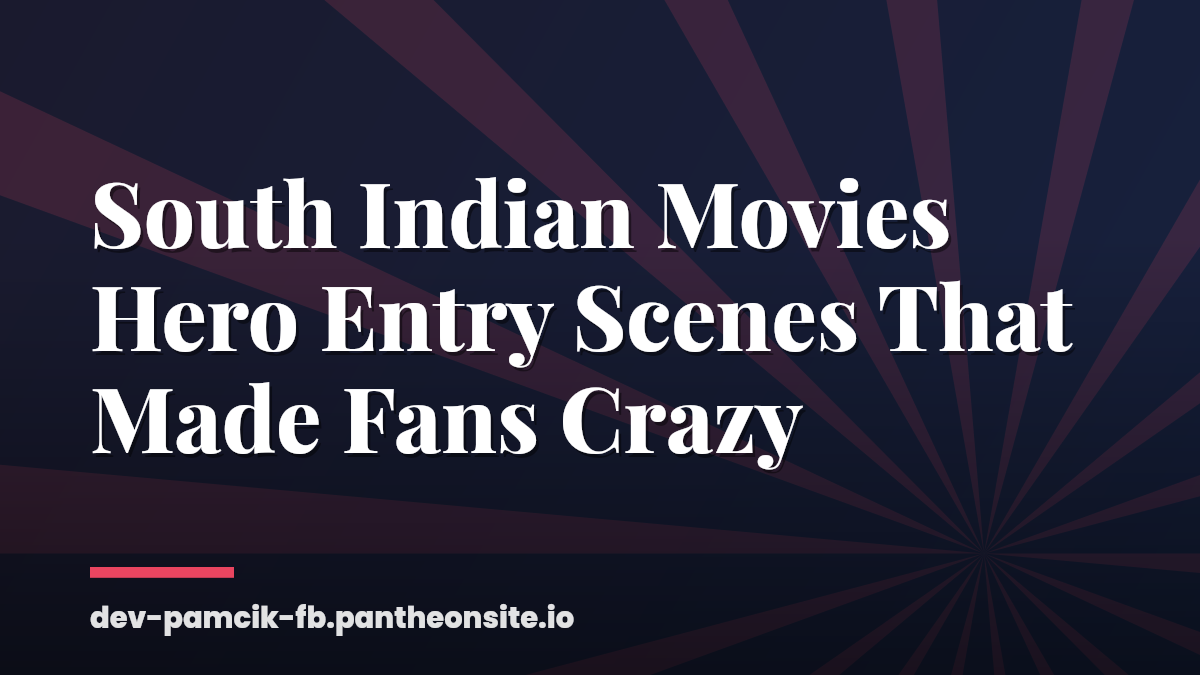 South Indian Movies
Hero Entry Scenes That
Made Fans Crazy
dev-pamcik-fb.pantheonsite.io